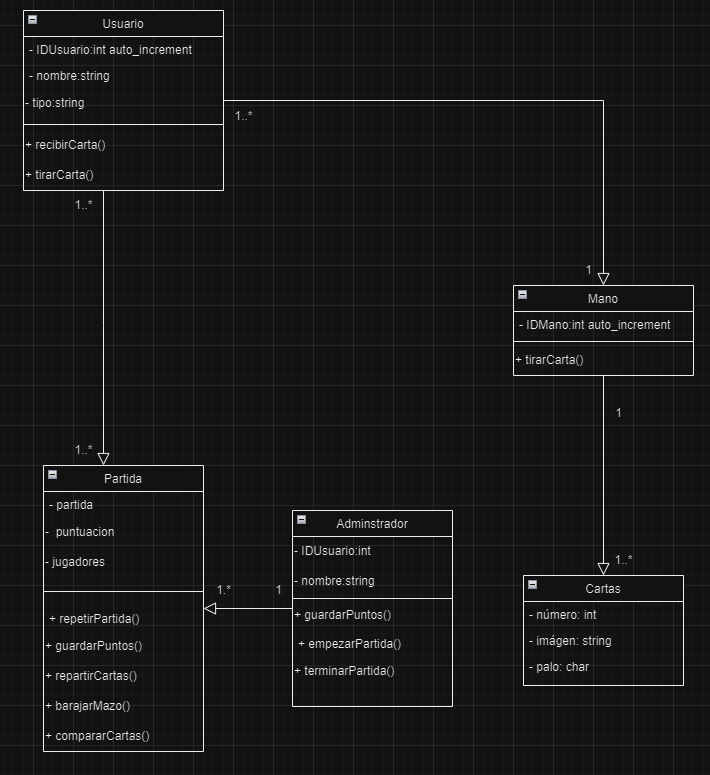 Usuario
- IDUsuario:int auto_increment
- nombre:string
- tipo:string
+ recibirCarta()
+ tirarCarta()
1..*
1..*
1
Mano
- IDMano:int auto_increment
+ tirarCarta()
1
1..*
1..*
Partida
- partida
- puntuacion
- jugadores
+ repetirPartida()
+ guardarPuntos()
+ repartirCartas()
+ barajarMazo()
+ compararCartas()
1.*
1
Adminstrador
- IDUsuario:int
- nombre:string
+ guardarPuntos()
+ empezarPartida()
+ terminarPartida()
Cartas
- número: int
- imágen: string
- palo: char